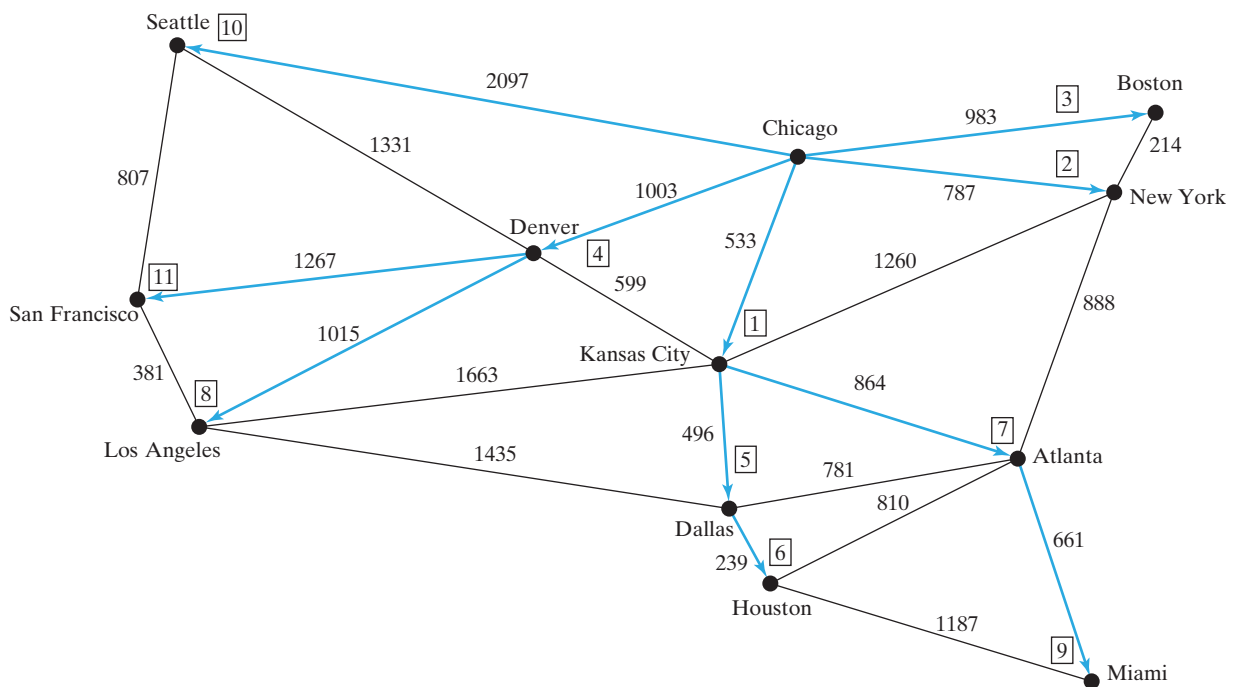 Seattle 10
Boston
3
2097
983
Chicago
1331
214
2
807
1003
787
New York
Denver
4
533
1267
1260
11
599
San Francisco
888
1015
1
Kansas City
381
1663
864
8
496
7
Los Angeles
1435
5
781
Atlanta
810
Dallas
661
6
239
Houston
1187
9
Miami